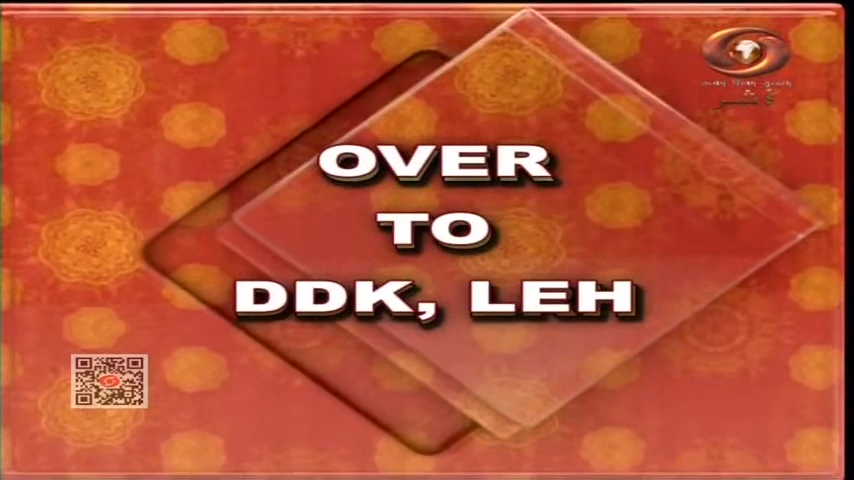 OVER
TO
DDK, LEH